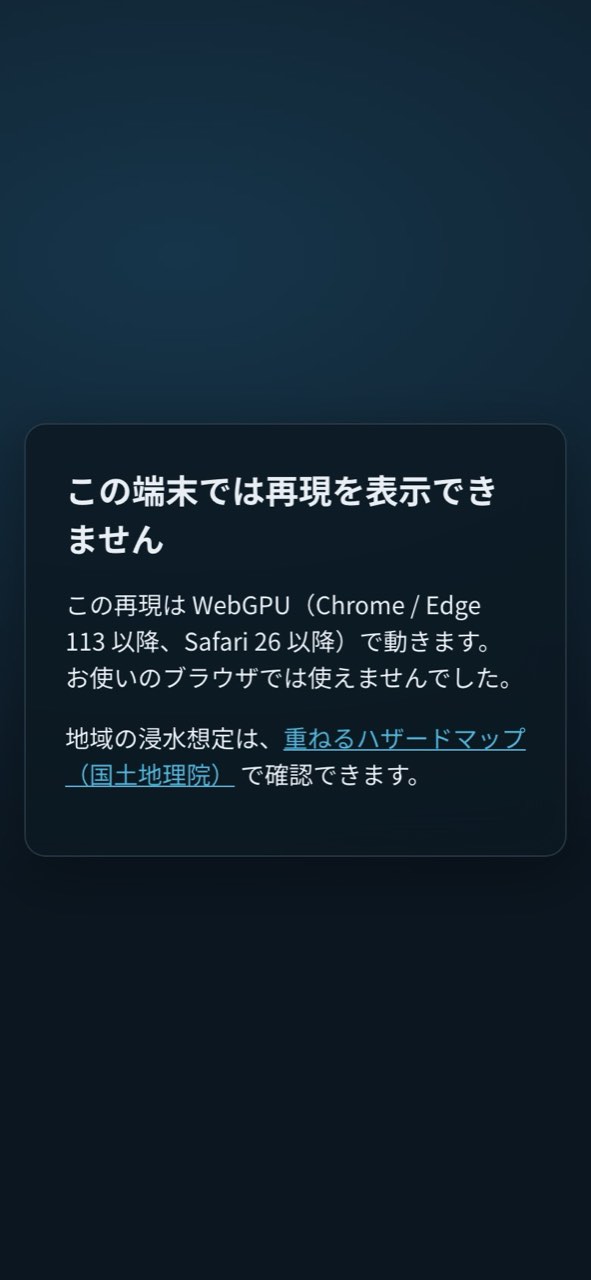 この端末では再現を表示でき
ません
この再現は WebGPU（Chrome / Edge
113 以降、Safari 26 以降）で動きます。
お使いのブラウザでは使えませんでした。
地域の浸水想定は、重ねるハザードマップ
（国土地理院） で確認できます。